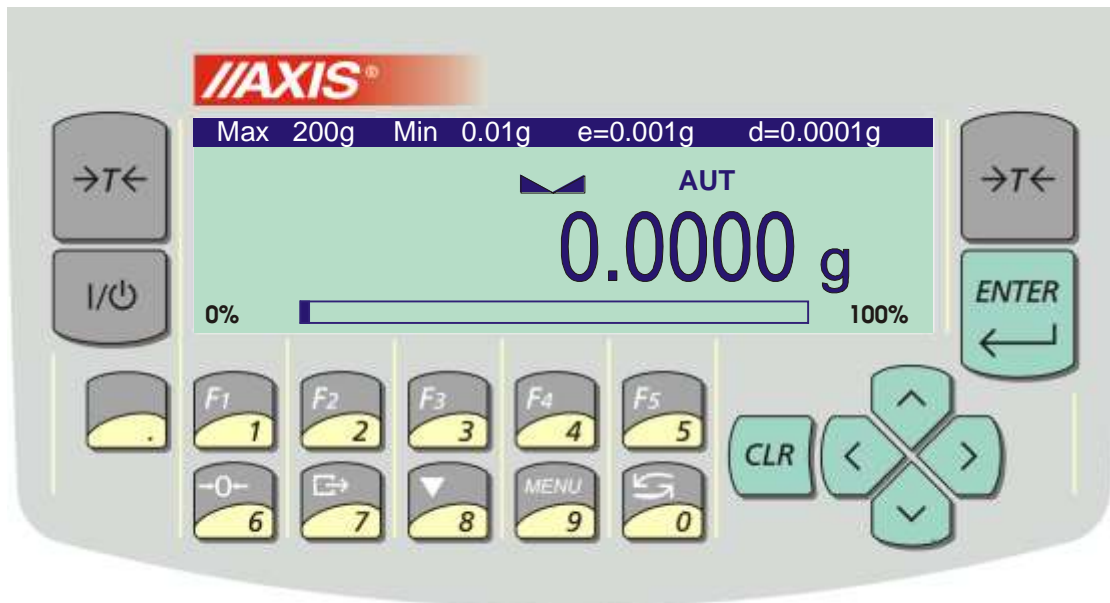 //AXIS®
Max 200g Min 0.01g e=0.001g d=0.0001g
→T← AUT →T←
0.0000 g
I/⏻ ENTER
0% 100%
F1 F2 F3 F4 F5
. 1 2 3 4 5
CLR < ^ >
→0← MENU
6 7 8 9 0